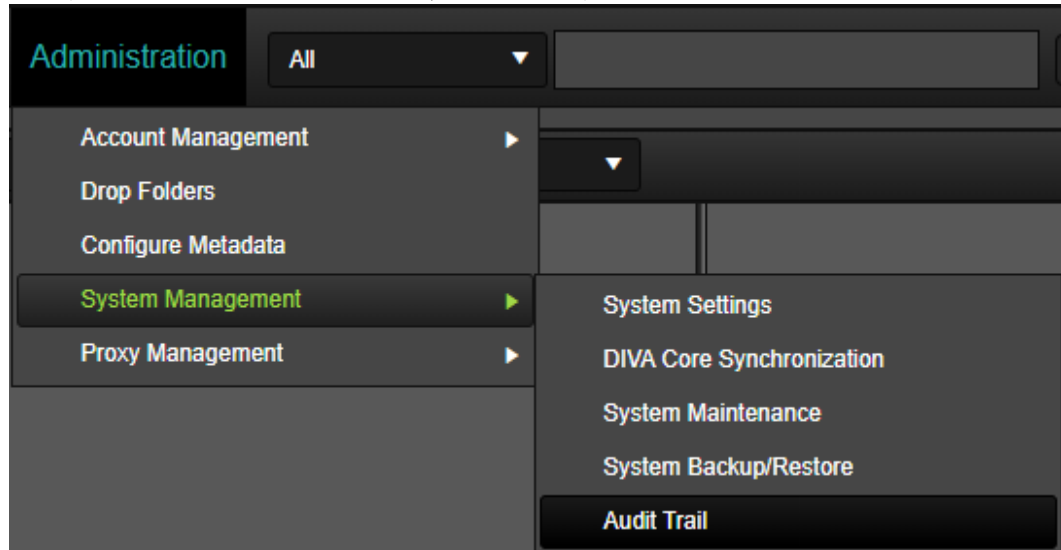 Administration
All
Account Management
Drop Folders
Configure Metadata
System Management
Proxy Management
System Settings
DIVA Core Synchronization
System Maintenance
System Backup/Restore
Audit Trail